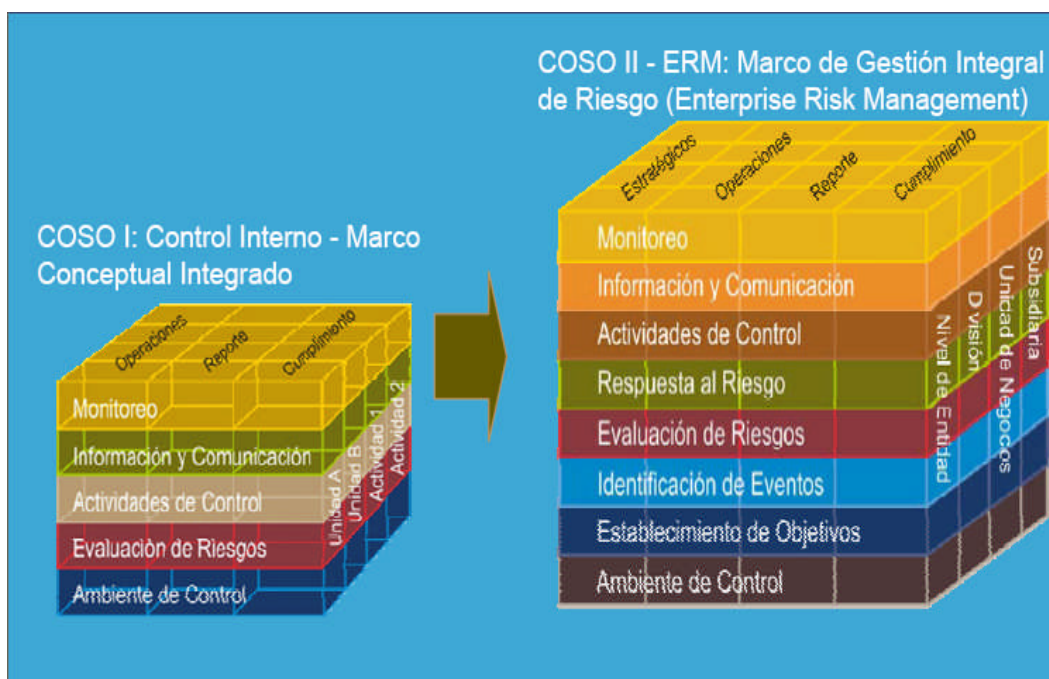 COSO II - ERM: Marco de Gestión Integral
de Riesgo (Enterprise Risk Management)
COSO I: Control Interno - Marco
Conceptual Integrado
Operaciones
Reporte
Cumplimiento
Monitoreo
Información y Comunicación
Actividades de Control
Evaluación de Riesgos
Ambiente de Control
Unidad A
Unidad B
Actividad 1
Actividad 2
Estratégicos
Operaciones
Reporte
Cumplimiento
Monitoreo
Información y Comunicación
Actividades de Control
Respuesta al Riesgo
Evaluación de Riesgos
Identificación de Eventos
Establecimiento de Objetivos
Ambiente de Control
Nivel de Entidad
División
Unidad de Negocos
Subsidiaria